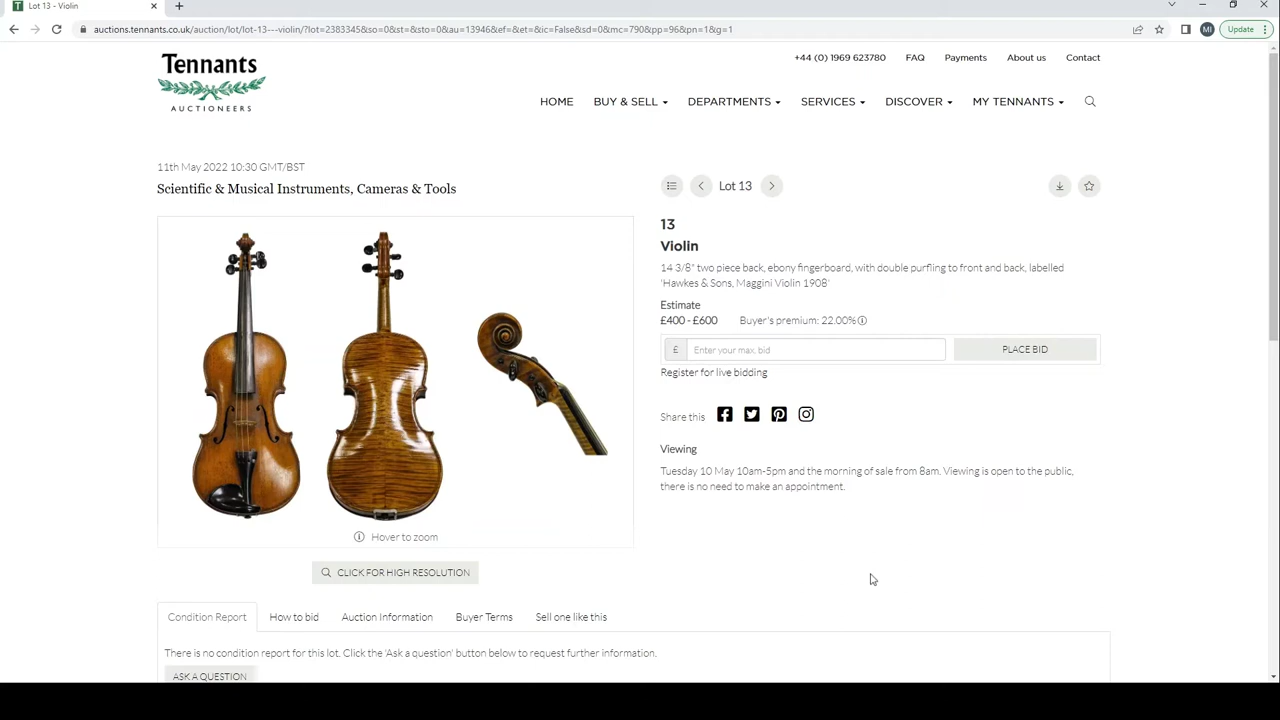 Lot 13 - Violin
auctions.tennants.co.uk/auction/lot/lot-13---violin/?lot=2383345&so=0&st=&sto=0&au=13946&ef=&et=&ic=False&sd=0&mc=790&pp=96&pn=1&g=1
MI
Update
Tennants
AUCTIONEERS
+44 (0) 1969 623780 FAQ Payments About us Contact
HOME BUY & SELL DEPARTMENTS SERVICES DISCOVER MY TENNANTS
11th May 2022 10:30 GMT/BST
Scientific & Musical Instruments, Cameras & Tools
Hover to zoom
CLICK FOR HIGH RESOLUTION
Lot 13
13
Violin
14 3/8" two piece back, ebony fingerboard, with double purfling to front and back, labelled
'Hawkes & Sons, Maggini Violin 1908'
Estimate
£400 - £600 Buyer's premium: 22.00%
£ Enter your max. bid PLACE BID
Register for live bidding
Share this
Viewing
Tuesday 10 May 10am-5pm and the morning of sale from 8am. Viewing is open to the public,
there is no need to make an appointment.
Condition Report How to bid Auction Information Buyer Terms Sell one like this
There is no condition report for this lot. Click the 'Ask a question' button below to request further information.
ASK A QUESTION